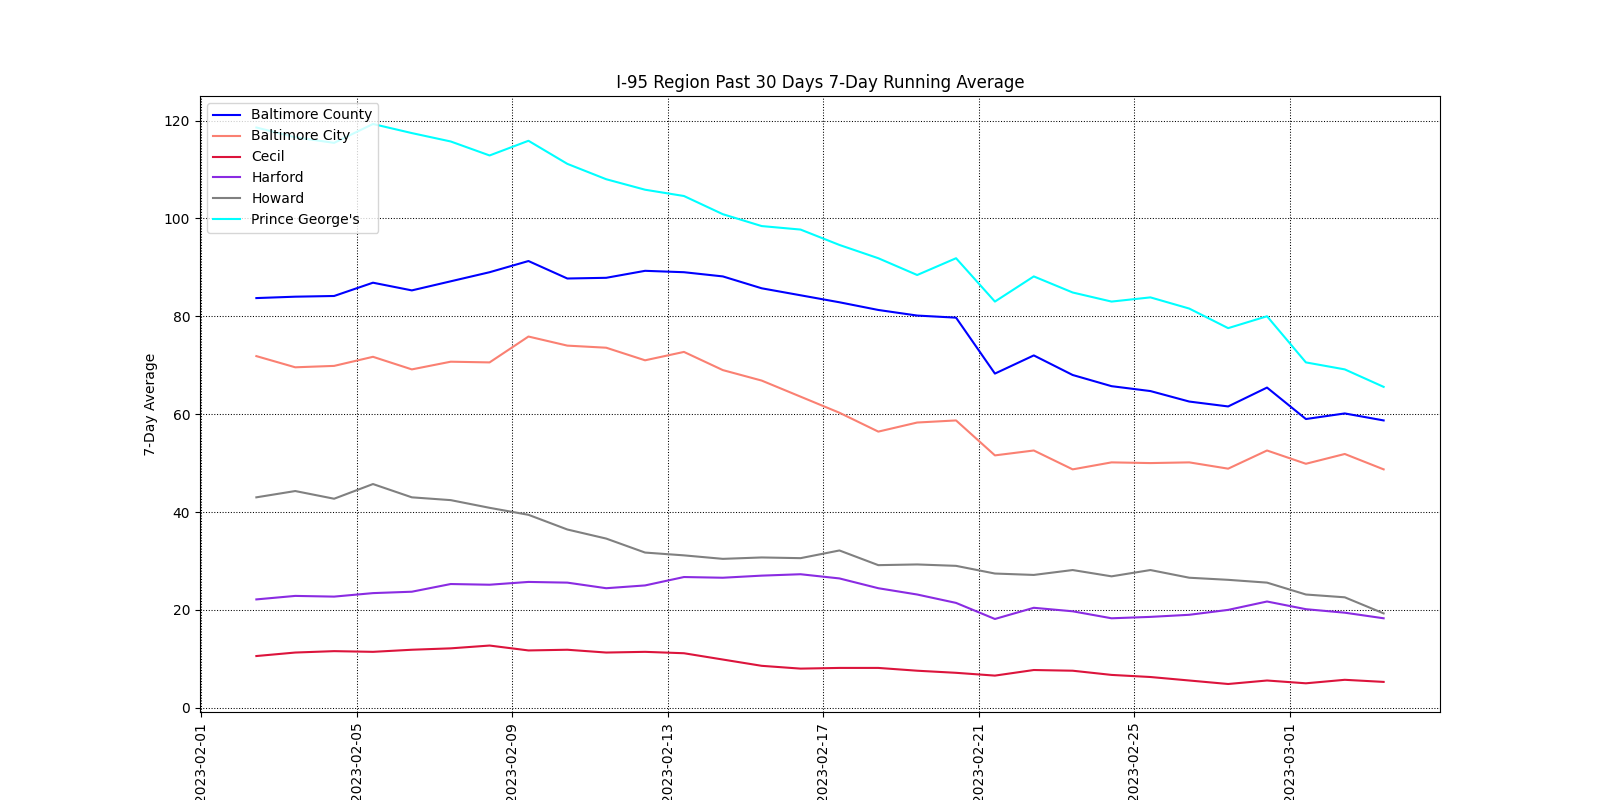 I-95 Region Past 30 Days 7-Day Running Average
Baltimore County
Baltimore City
Cecil
Harford
Howard
Prince George's
7-Day Average
120
100
80
60
40
20
0
2023-02-01
2023-02-05
2023-02-09
2023-02-13
2023-02-17
2023-02-21
2023-02-25
2023-03-01